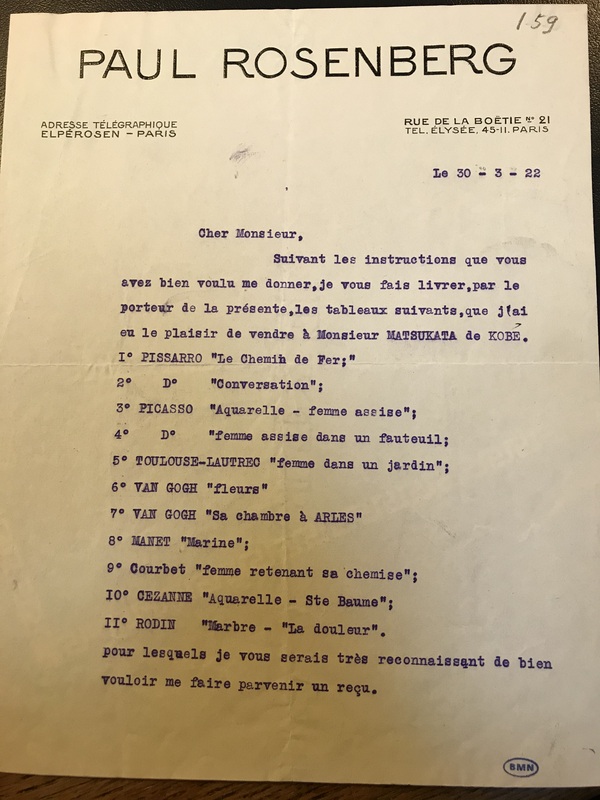 159
PAUL ROSENBERG
ADRESSE TÉLÉGRAPHIQUE
ELPÉROSEN - PARIS
RUE DE LA BOËTIE Nº 21
TEL. ÉLYSÉE, 45-11. PARIS
Le 30 - 3 - 22
Cher Monsieur,
Suivant les instructions que vous
avez bien voulu me donner,je vous fais livrer,par le
porteur de la présente,les tableaux suivants,que j'ai
eu le plaisir de vendre à Monsieur MATSUKATA de KOBÉ.
I° PISSARRO "Le Chemin de Fer;"
2° D° "Conversation";
3° PICASSO "Aquarelle - femme assise";
4° D° "femme assise dans un fauteuil;
5° TOULOUSE-LAUTREC "femme dans un jardin";
6° VAN GOGH "fleurs"
7° VAN GOGH "Sa chambre à ARLES"
8° MANET "Marine";
9° Courbet "femme retenant sa chemise";
IO° CEZANNE "Aquarelle - Ste Baume";
II° RODIN "Marbre - "La douleur".
pour lesquels je vous serais très reconnaissant de bien
vouloir me faire parvenir un reçu.
BMN